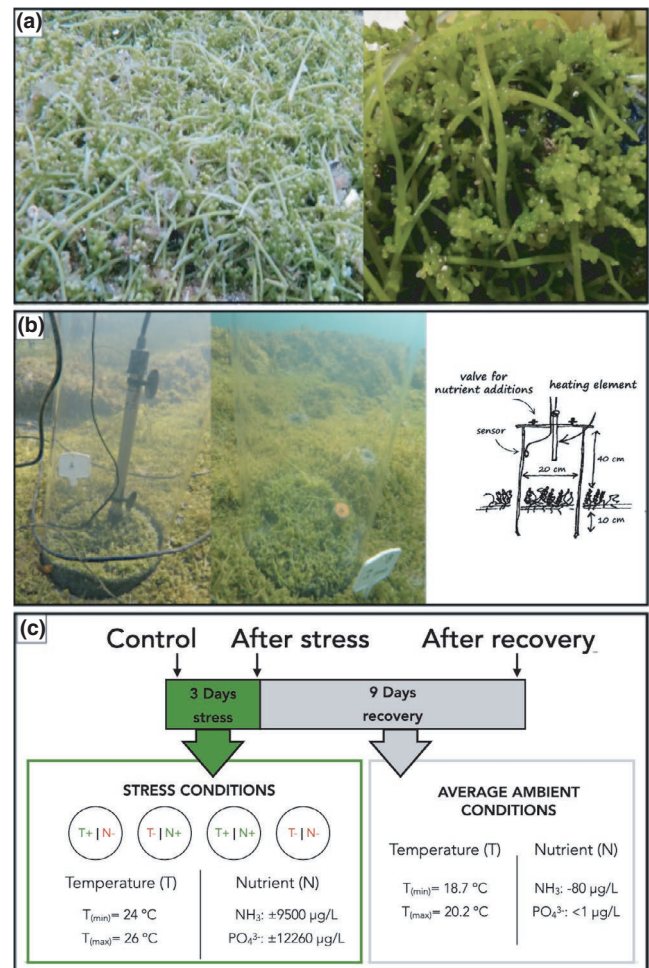 (a)
(b)
valve for
nutrient additions
heating element
sensor
20 cm
40 cm
10 cm
(c)
Control
After stress
After recovery
3 Days
stress
9 Days
recovery
STRESS CONDITIONS
T+ | N-
T- | N+
T+ | N+
T- | N-
Temperature (T)
Nutrient (N)
T(min)= 24 °C
NH₃: ±9500 µg/L
T(max)= 26 °C
PO₄³⁻: ±12260 µg/L
AVERAGE AMBIENT
CONDITIONS
Temperature (T)
Nutrient (N)
T(min)= 18.7 °C
NH₃: -80 µg/L
T(max)= 20.2 °C
PO₄³⁻: <1 µg/L